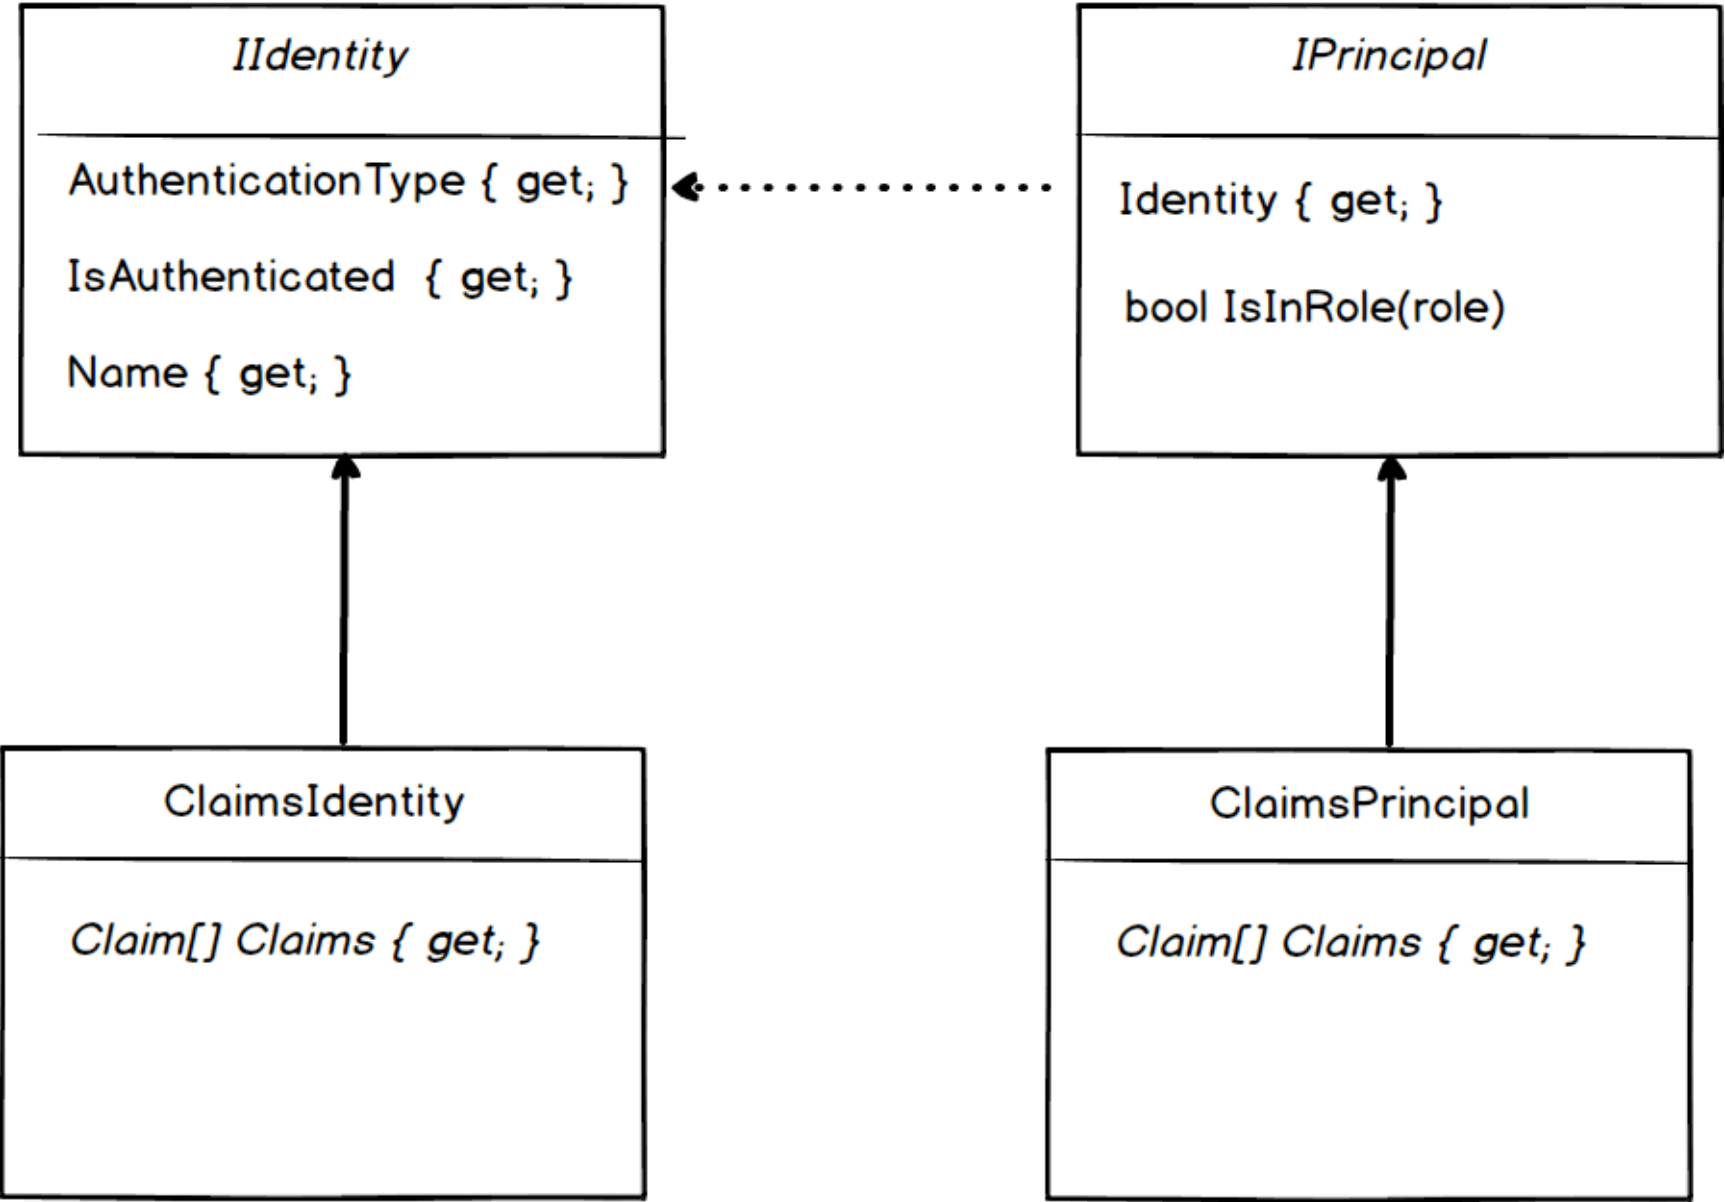 IIdentity
AuthenticationType { get; }
IsAuthenticated { get; }
Name { get; }
IPrincipal
Identity { get; }
bool IsInRole(role)
ClaimsIdentity
Claim[] Claims { get; }
ClaimsPrincipal
Claim[] Claims { get; }